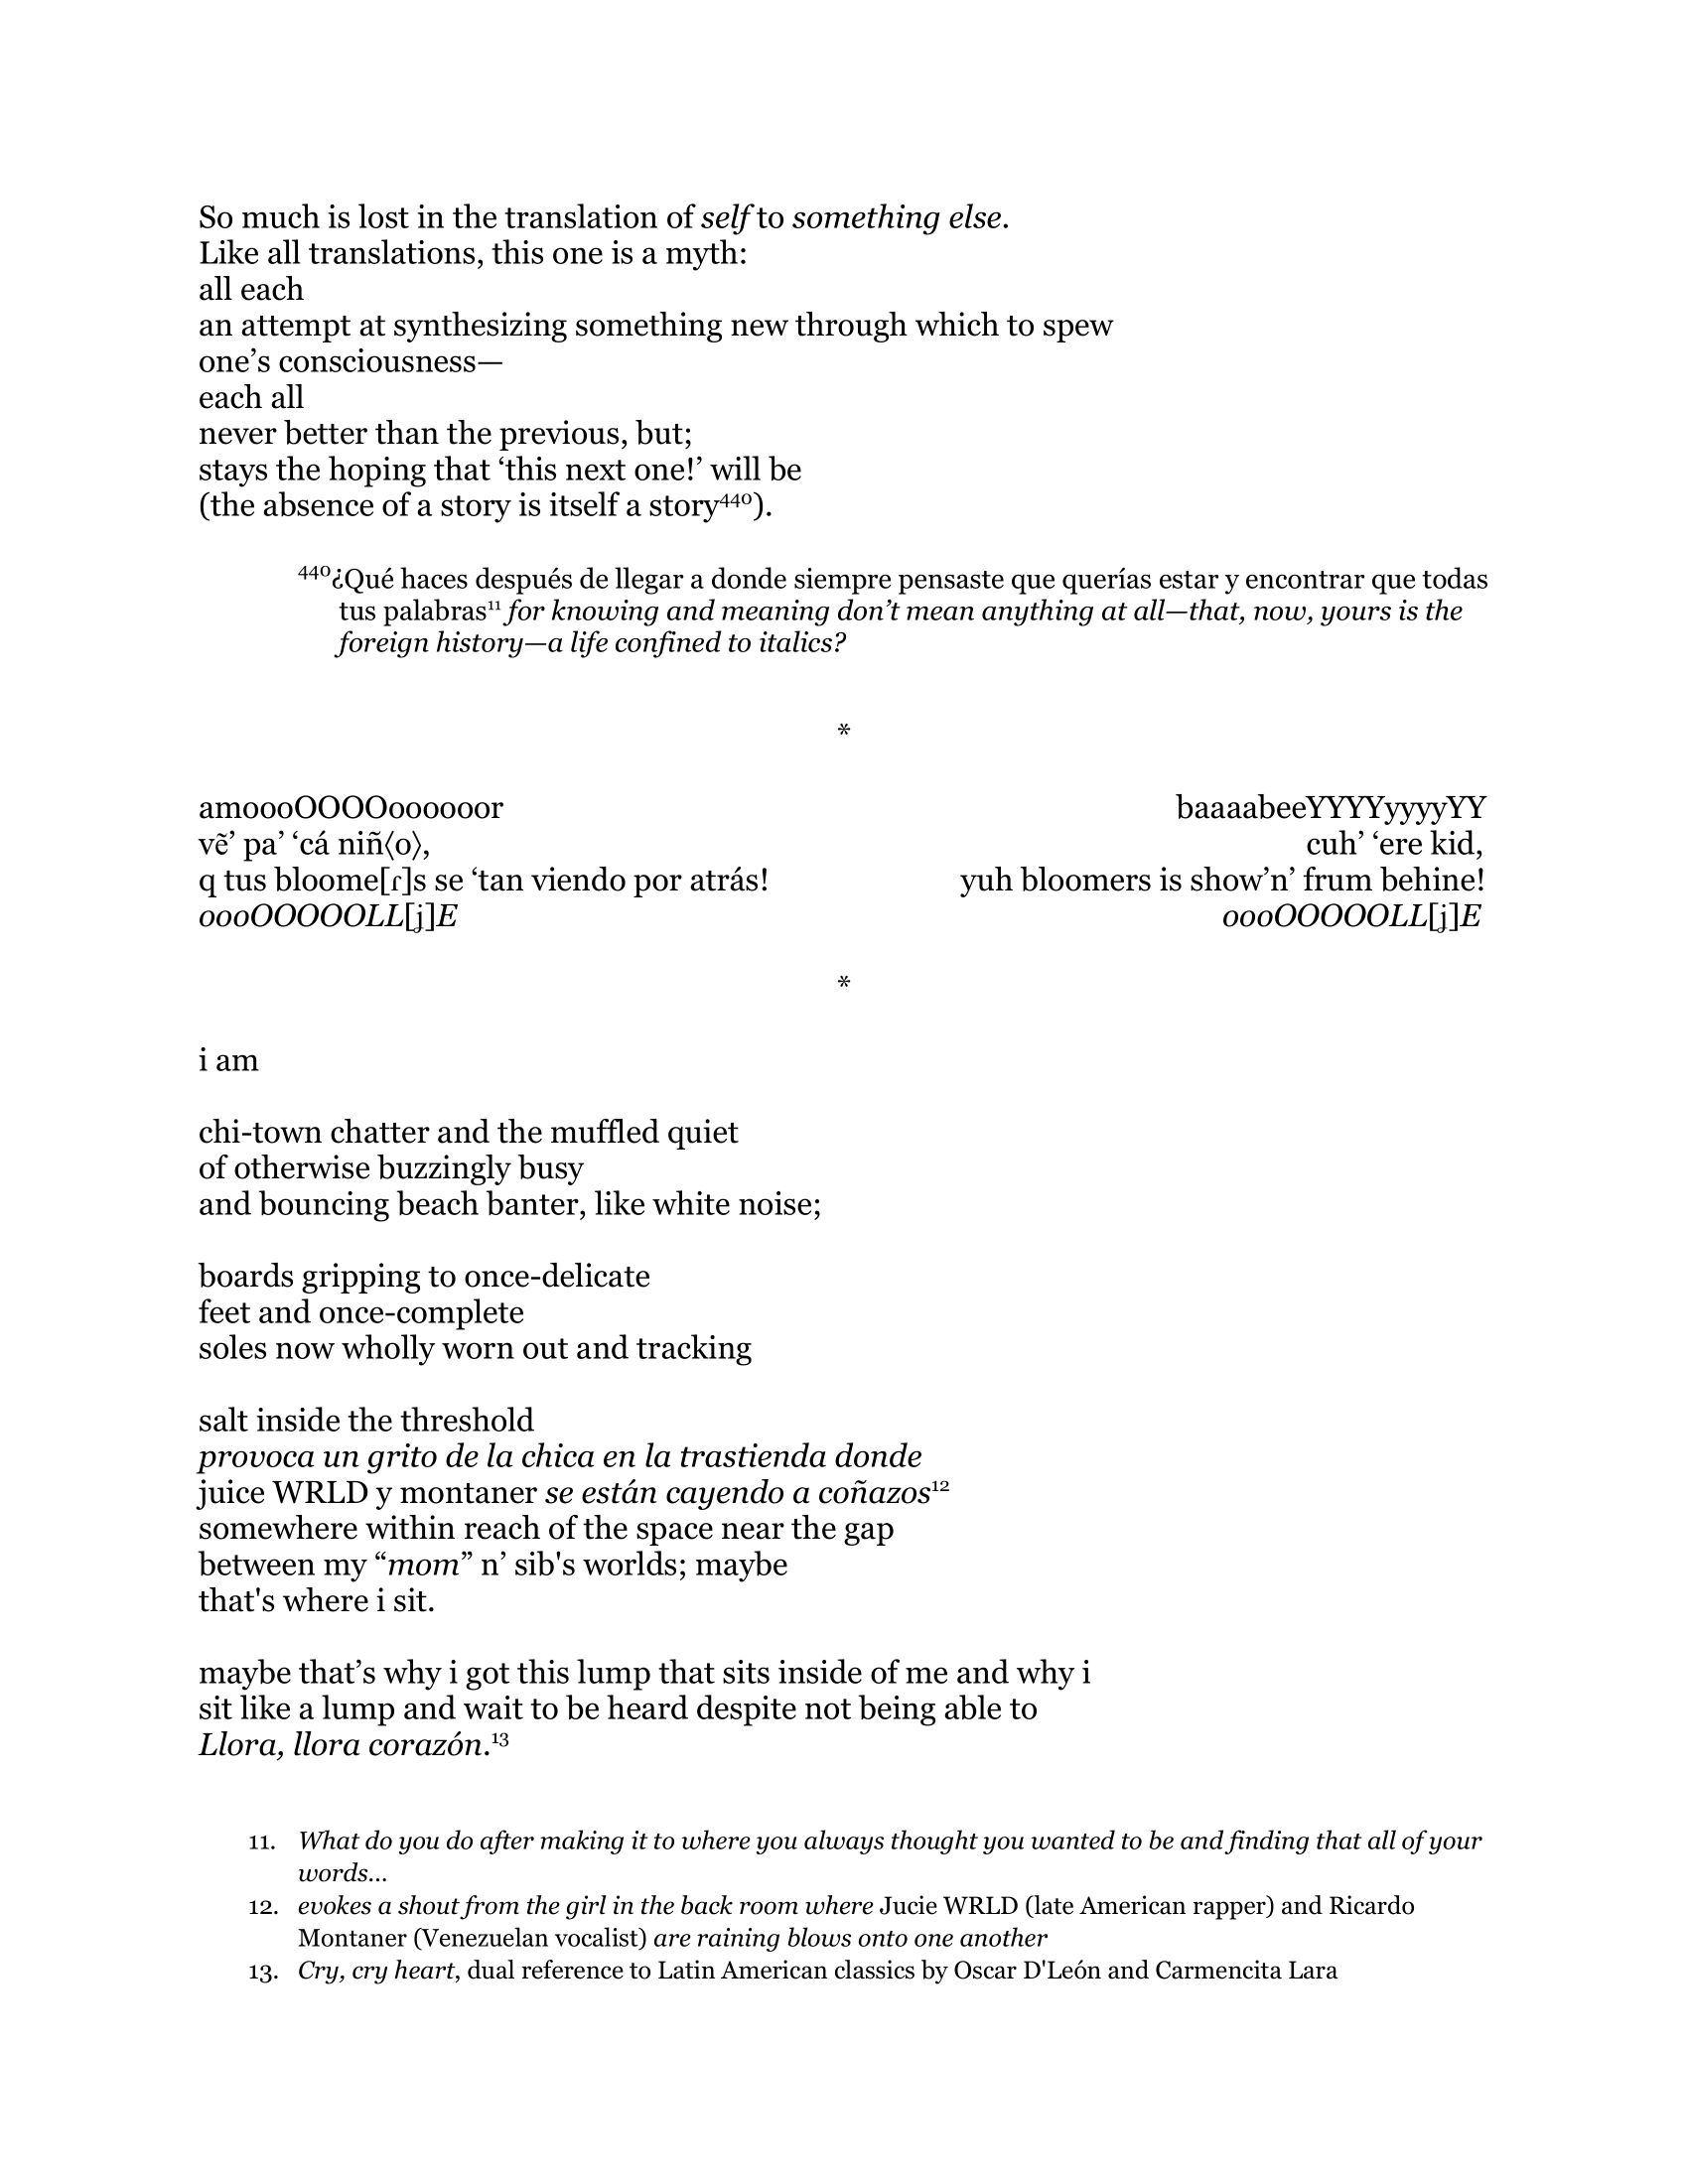 So much is lost in the translation of self to something else.
Like all translations, this one is a myth:
all each
an attempt at synthesizing something new through which to spew
one’s consciousness—
each all
never better than the previous, but;
stays the hoping that ‘this next one!’ will be
(the absence of a story is itself a story⁴⁴⁰).
⁴⁴⁰¿Qué haces después de llegar a donde siempre pensaste que querías estar y encontrar que todas
tus palabras¹¹ for knowing and meaning don’t mean anything at all—that, now, yours is the
foreign history—a life confined to italics?
*
amoooOOOOoooooor
vẽ’ pa’ ‘cá niñ⟨o⟩,
q tus bloome[ɾ]s se ‘tan viendo por atrás!
oooOOOOOLL[ʝ]E
baaaabeeYYYYyyyyYY
cuh’ ‘ere kid,
yuh bloomers is show’n’ frum behine!
oooOOOOOLL[ʝ]E
*
i am
chi-town chatter and the muffled quiet
of otherwise buzzingly busy
and bouncing beach banter, like white noise;
boards gripping to once-delicate
feet and once-complete
soles now wholly worn out and tracking
salt inside the threshold
provoca un grito de la chica en la trastienda donde
juice WRLD y montaner se están cayendo a coñazos¹²
somewhere within reach of the space near the gap
between my “mom” n’ sib's worlds; maybe
that's where i sit.
maybe that’s why i got this lump that sits inside of me and why i
sit like a lump and wait to be heard despite not being able to
Llora, llora corazón.¹³
11. What do you do after making it to where you always thought you wanted to be and finding that all of your
words…
12. evokes a shout from the girl in the back room where Jucie WRLD (late American rapper) and Ricardo
Montaner (Venezuelan vocalist) are raining blows onto one another
13. Cry, cry heart, dual reference to Latin American classics by Oscar D'León and Carmencita Lara